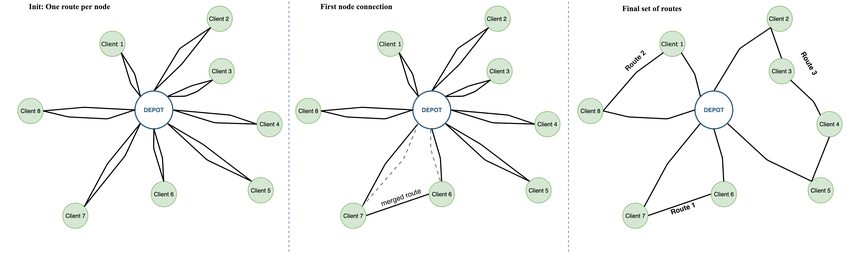 Init: One route per node
Client 2
Client 1
Client 3
DEPOT
Client 8
Client 4
Client 5
Client 6
Client 7
First node connection
Client 2
Client 1
Client 3
DEPOT
Client 8
Client 4
Client 5
Client 6
merged route
Client 7
Final set of routes
Client 2
Client 1
Route 2
Route 3
Client 3
DEPOT
Client 8
Client 4
Client 5
Client 6
Route 1
Client 7